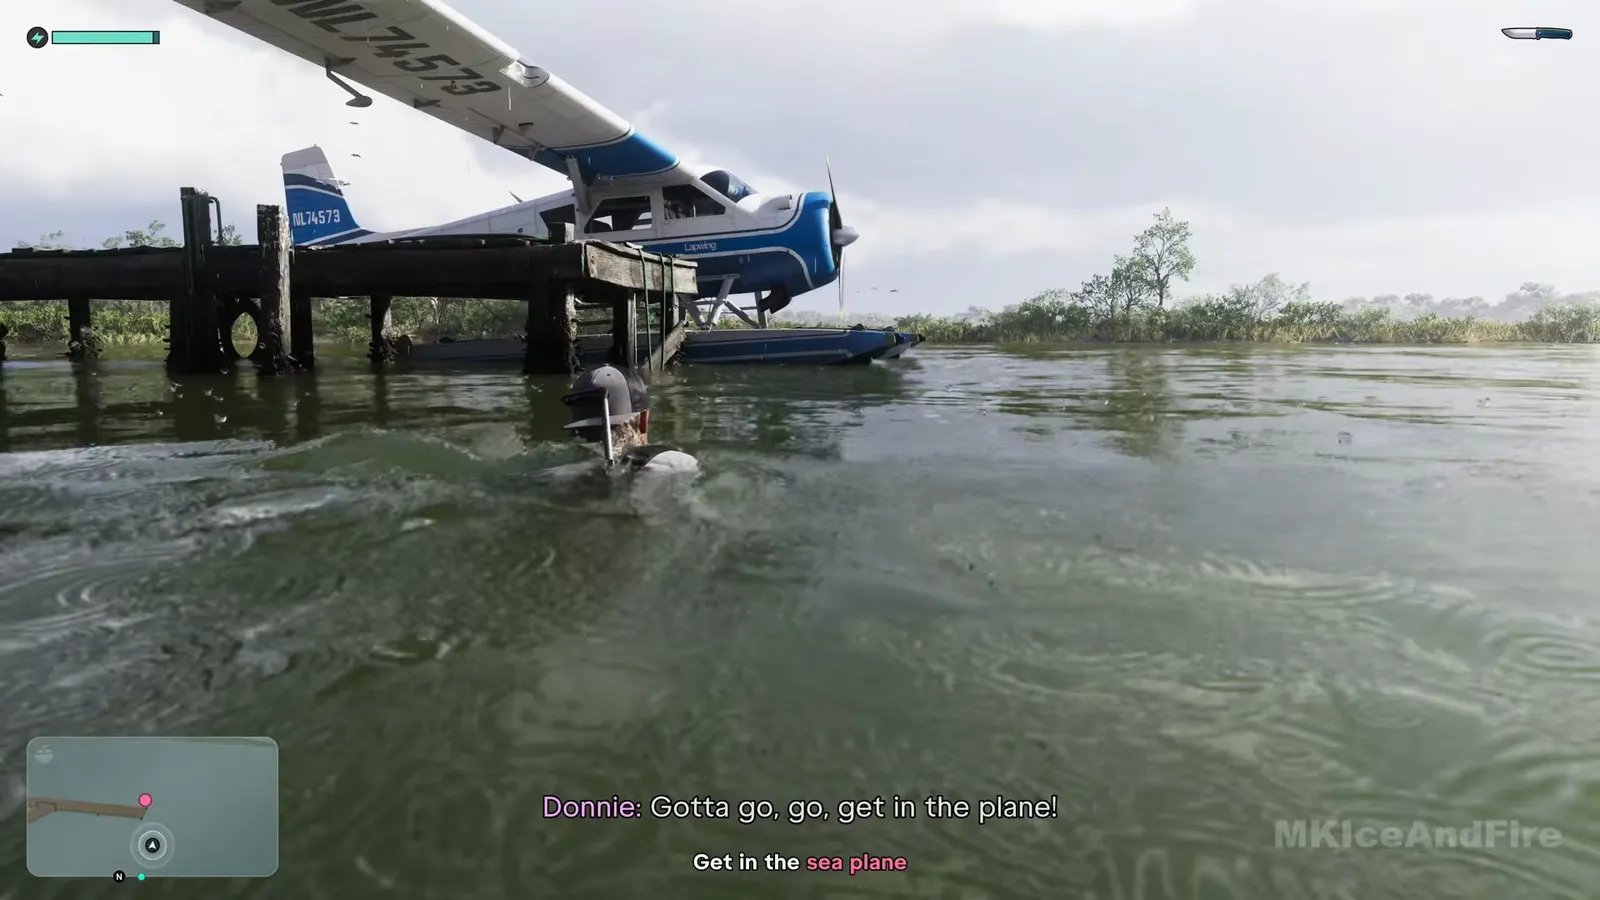 NL74573
NL74573
Lapwing
N
Donnie: Gotta go, go, get in the plane!
Get in the sea plane
MKIceAndFire